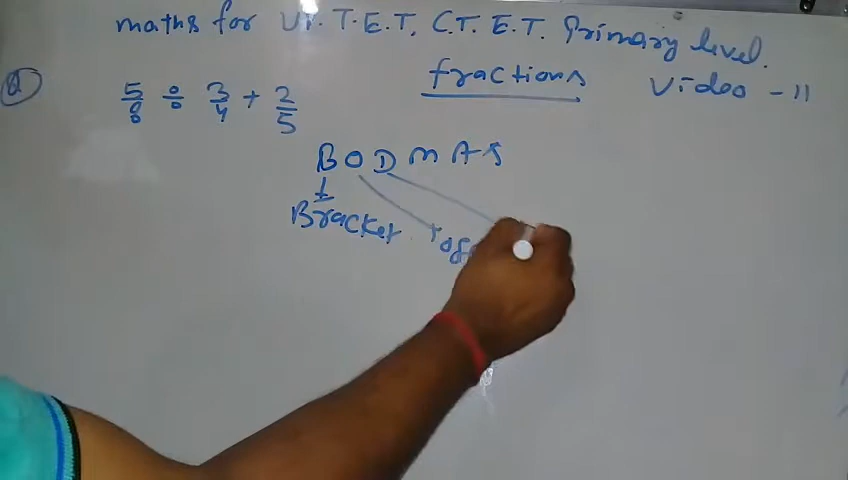 maths for U.T.E.T, C.T.E.T. Primary level.
fractions
Video - 11
Q
5/8 ÷ 3/4 + 2/5
B O D M A S
Bracket